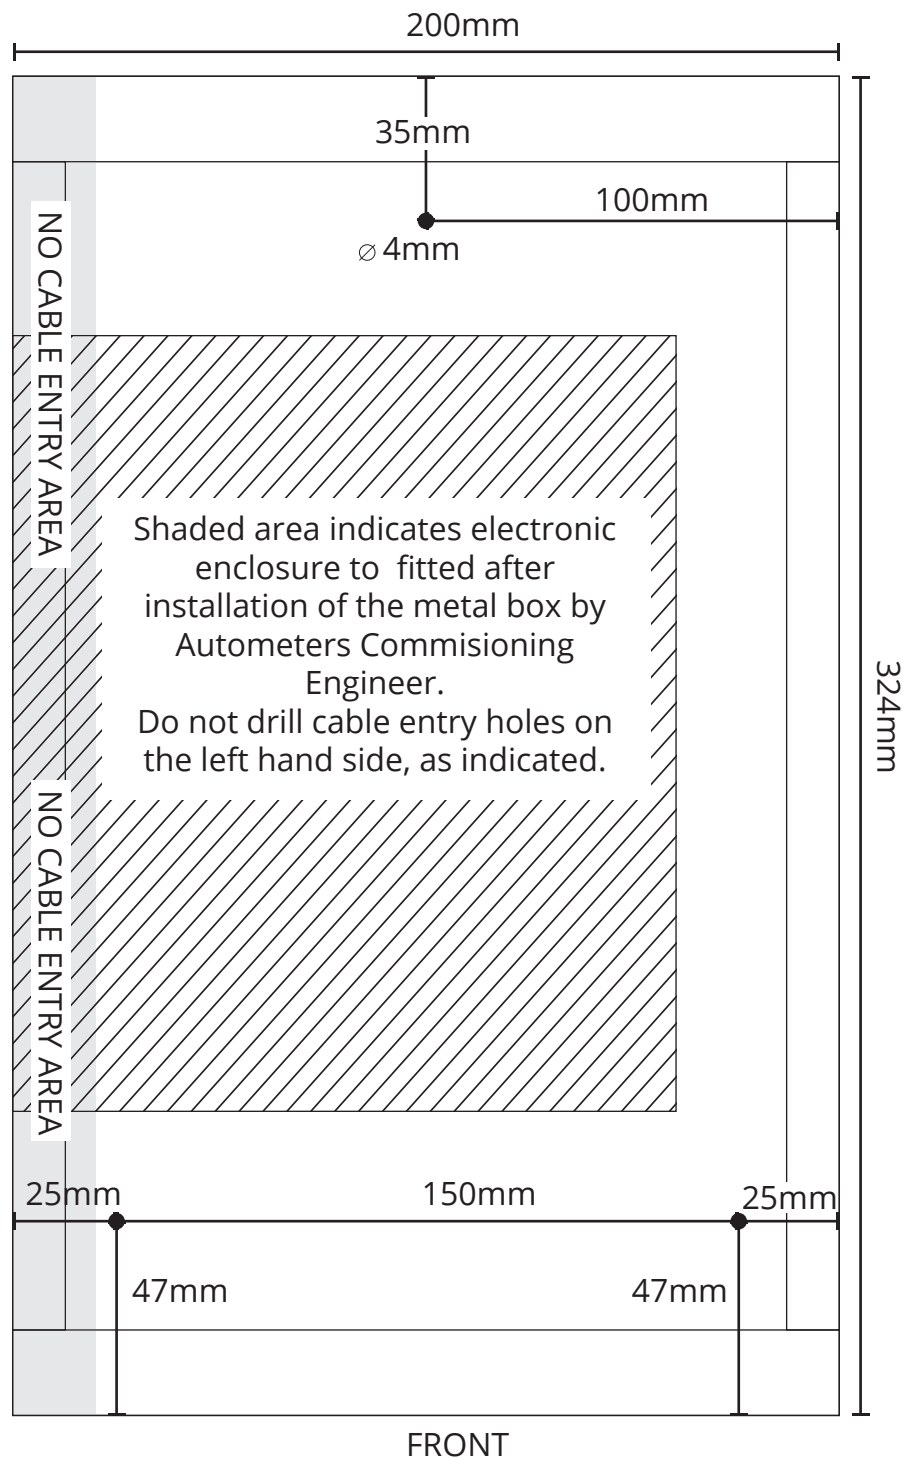 200mm
35mm
100mm
⌀ 4mm
NO CABLE ENTRY AREA
Shaded area indicates electronic
enclosure to  fitted after
installation of the metal box by
Autometers Commisioning
Engineer.
Do not drill cable entry holes on
the left hand side, as indicated.
324mm
NO CABLE ENTRY AREA
25mm
150mm
25mm
47mm
47mm
FRONT